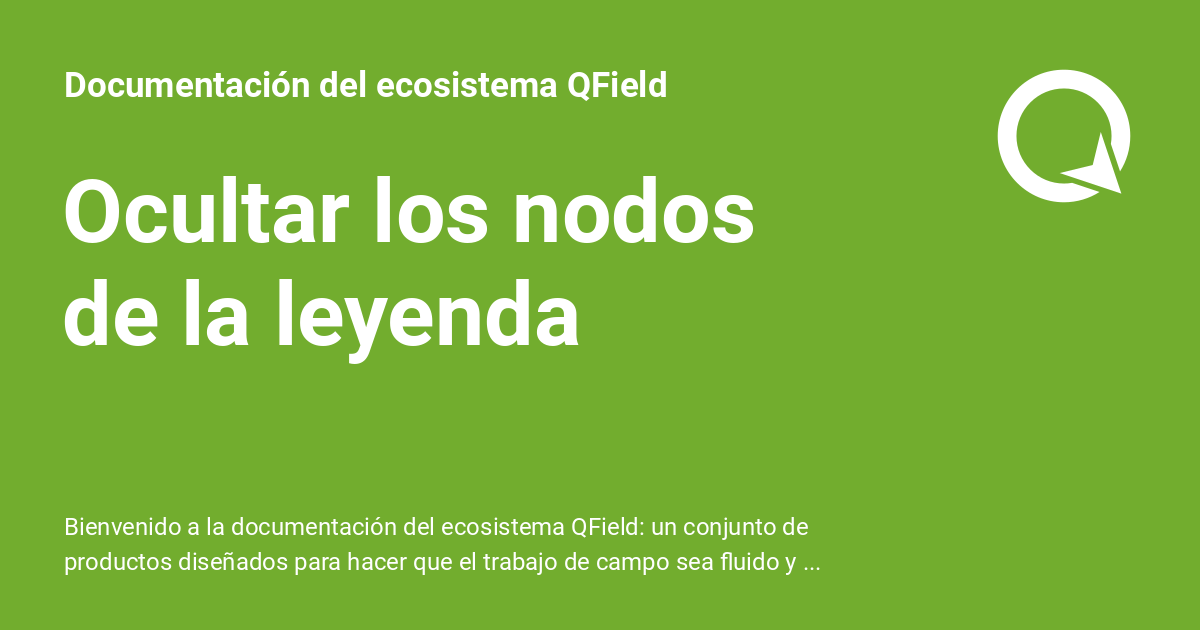 Documentación del ecosistema QField
Ocultar los nodos
de la leyenda
Bienvenido a la documentación del ecosistema QField: un conjunto de
productos diseñados para hacer que el trabajo de campo sea fluido y ...